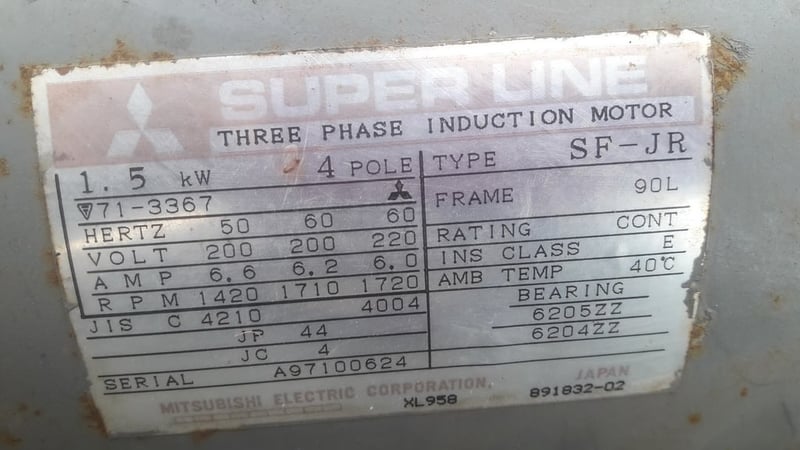 SUPER LINE
THREE PHASE INDUCTION MOTOR
1.5 kW 4 POLE
71-3367
HERTZ 50 60 60
VOLT 200 200 220
AMP 6.6 6.2 6.0
RPM 1420 1710 1720
JIS C 4210 4004
JP 44
JC 4
SERIAL A97100624
TYPE SF-JR
FRAME 90L
RATING CONT
INS CLASS E
AMB TEMP 40℃
BEARING
6205ZZ
6204ZZ
MITSUBISHI ELECTRIC CORPORATION. JAPAN
XL958 891832-02